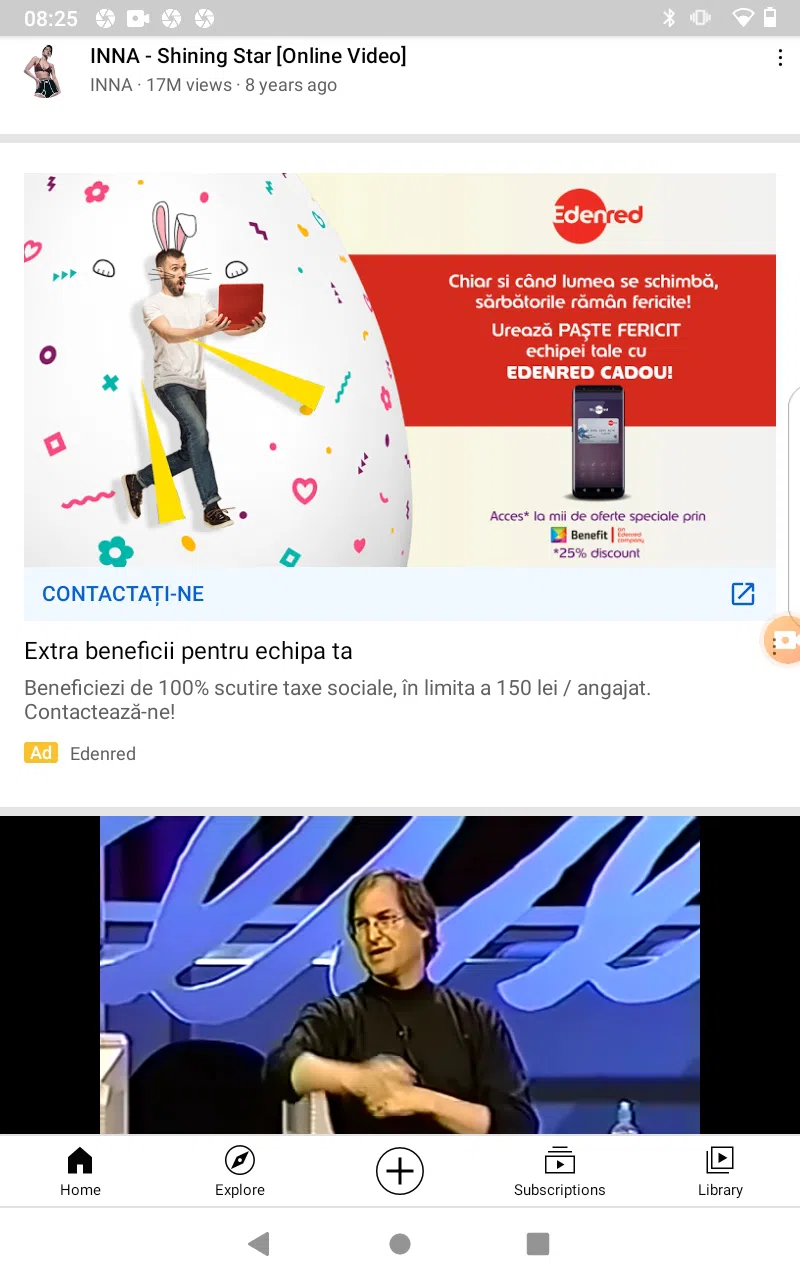 08:25
INNA - Shining Star [Online Video]
INNA · 17M views · 8 years ago
Edenred
Chiar si când lumea se schimbă,
sărbătorile rămân fericite!
Urează PAŞTE FERICIT
echipei tale cu
EDENRED CADOU!
Acces* la mii de oferte speciale prin
Benefit
an
Edenred
company
*25% discount
CONTACTAȚI-NE
Extra beneficii pentru echipa ta
Beneficiezi de 100% scutire taxe sociale, în limita a 150 lei / angajat.
Contactează-ne!
Ad Edenred
Home
Explore
Subscriptions
Library